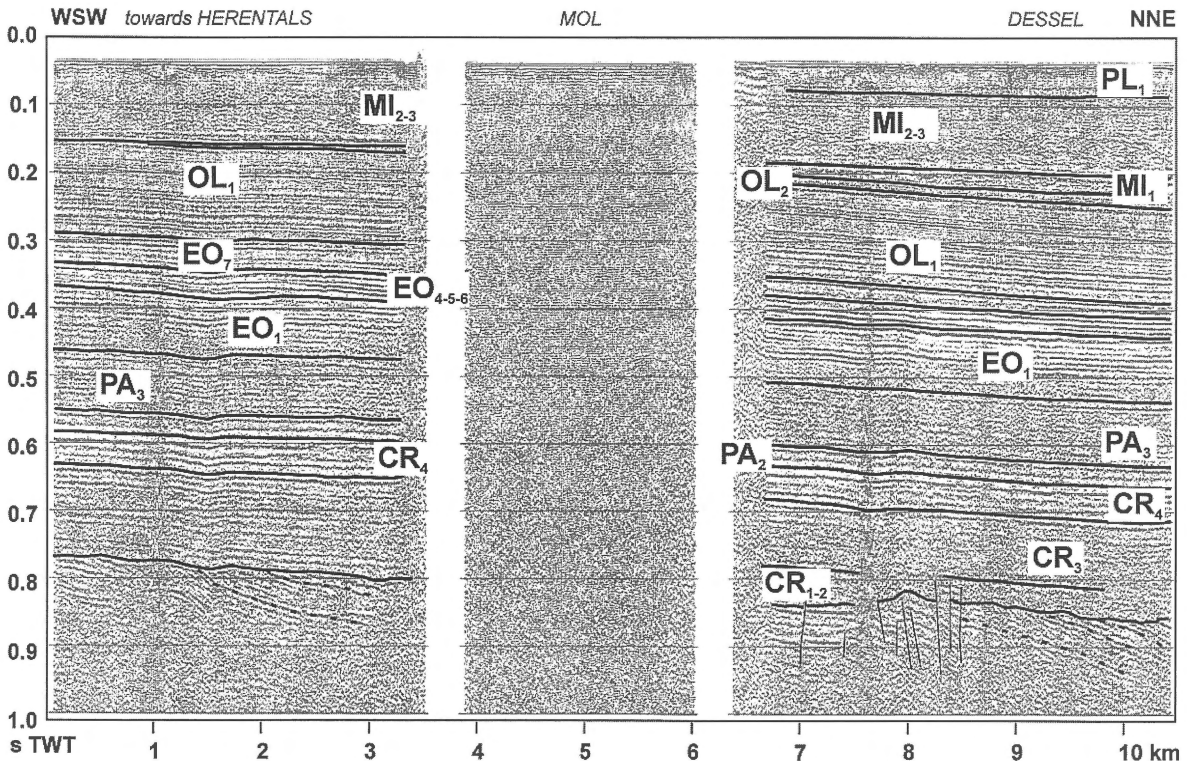 WSW towards HERENTALS MOL DESSEL NNE
0.0
PL₁
0.1
MI₂₋₃
MI₂₋₃
0.2
OL₁
OL₂
MI₁
0.3
EO₇
OL₁
EO₄₋₅₋₆
0.4
EO₁
EO₁
0.5
PA₃
PA₃
0.6
CR₄
PA₂
CR₄
0.7
CR₃
0.8
CR₁₋₂
0.9
1.0
s TWT 1 2 3 4 5 6 7 8 9 10 km